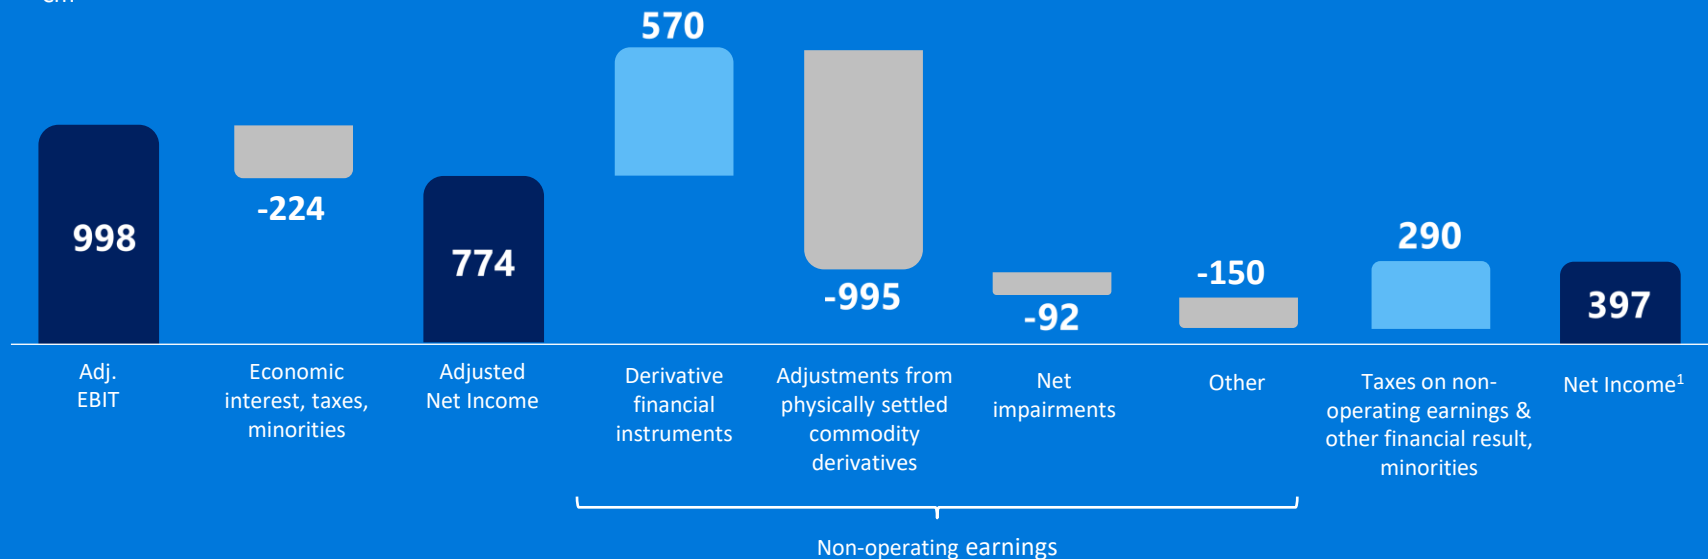 570
-224
998
774
-995
-92
-150
290
397
Adj.
EBIT
Economic
interest, taxes,
minorities
Adjusted
Net Income
Derivative
financial
instruments
Adjustments from
physically settled
commodity
derivatives
Net
impairments
Other
Taxes on non-
operating earnings &
other financial result,
minorities
Net Income¹
Non-operating earnings